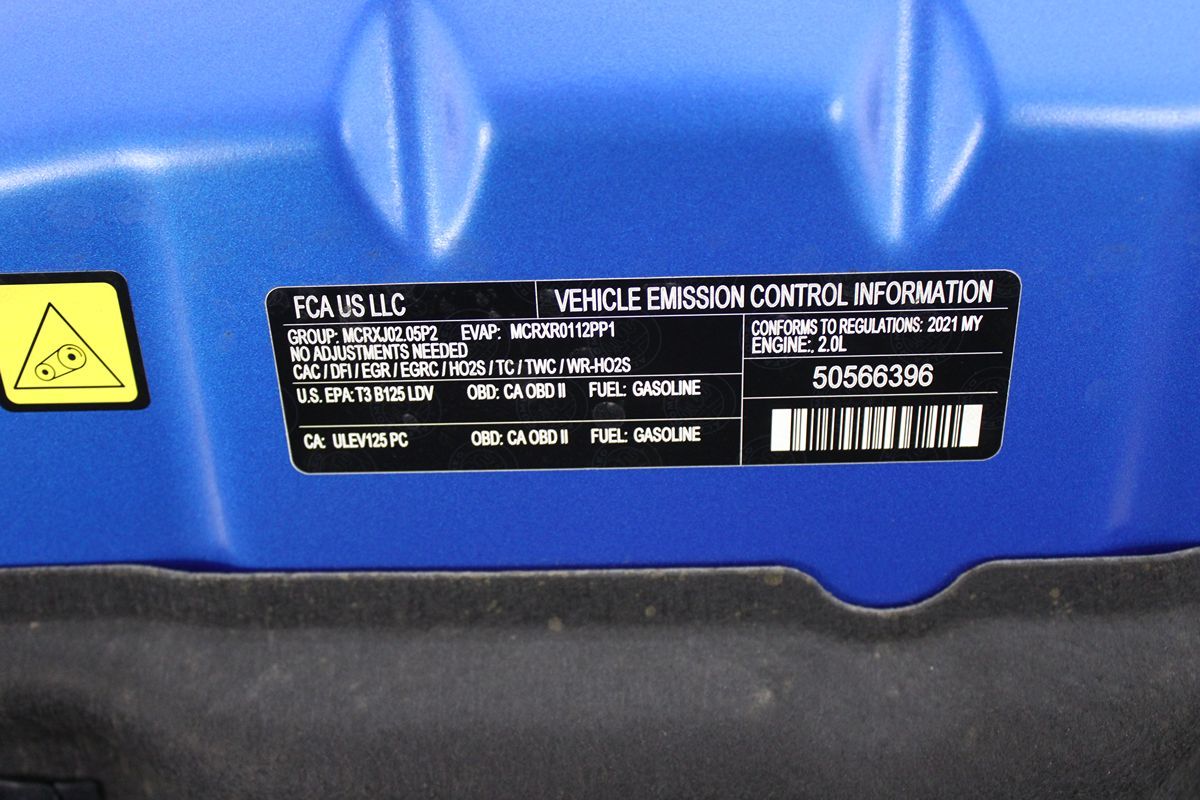 FCA US LLC
VEHICLE EMISSION CONTROL INFORMATION
GROUP: MCRXJ02.05P2 EVAP: MCRXR0112PP1
NO ADJUSTMENTS NEEDED
CAC / DFI / EGR / EGRC / HO2S / TC / TWC / WR-HO2S
U.S. EPA: T3 B125 LDV OBD: CA OBD II FUEL: GASOLINE
CA: ULEV125 PC OBD: CA OBD II FUEL: GASOLINE
CONFORMS TO REGULATIONS: 2021 MY
ENGINE:. 2.0L
50566396